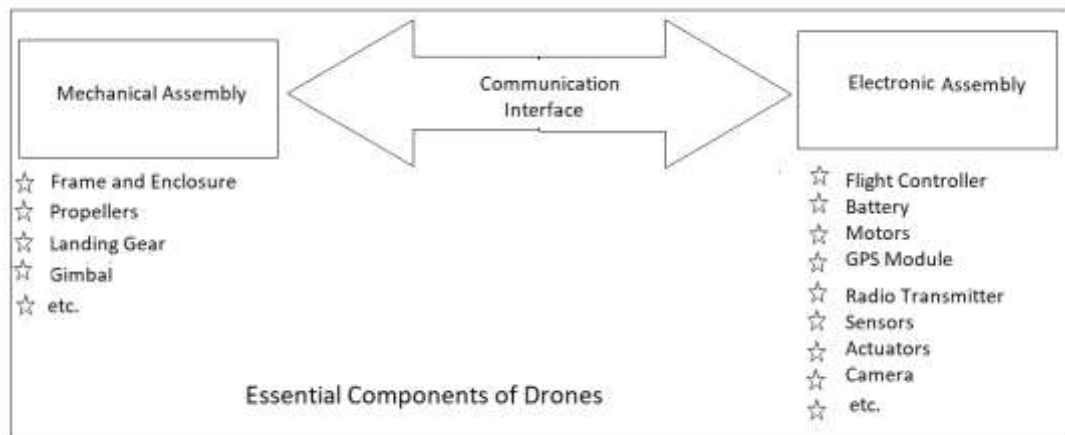 Mechanical Assembly
Communication
Interface
Electronic Assembly
Frame and Enclosure
Propellers
Landing Gear
Gimbal
etc.
Flight Controller
Battery
Motors
GPS Module
Radio Transmitter
Sensors
Actuators
Camera
etc.
Essential Components of Drones